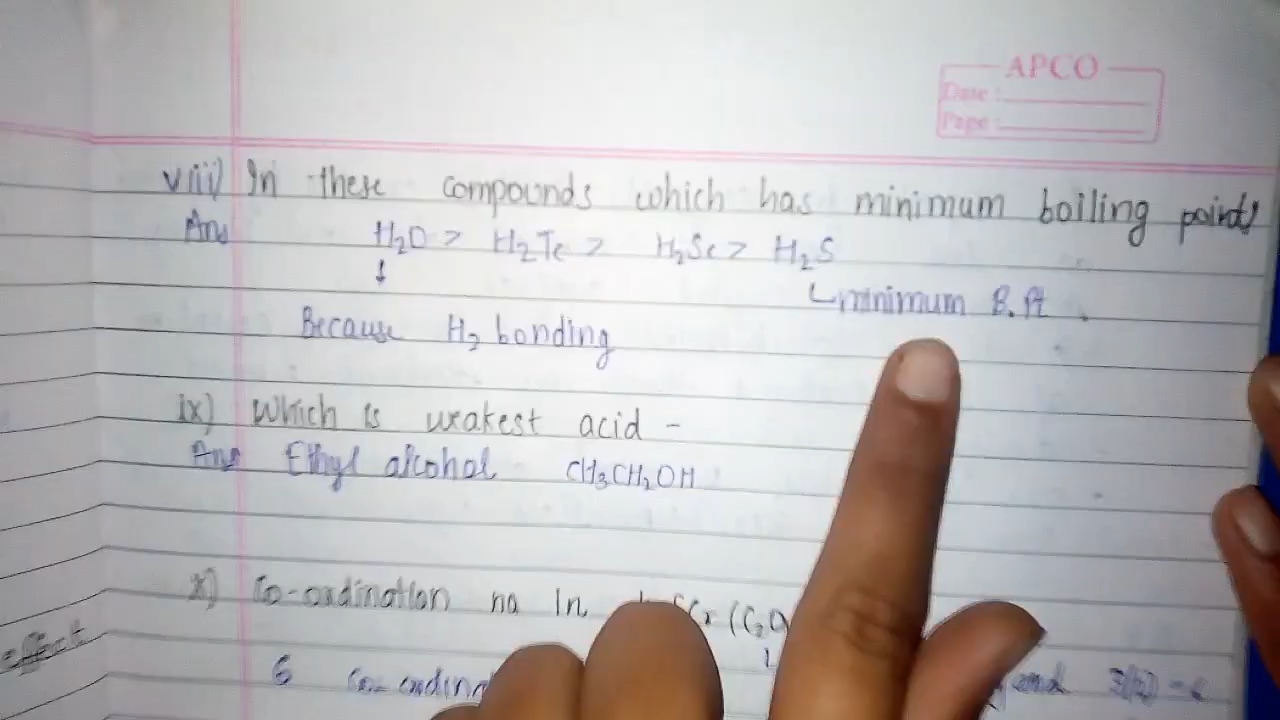 APCO
Date :
Page :
viii) In these compounds which has minimum boiling point
Ans H₂O > H₂Te > H₂Se > H₂S
↓ ↳ minimum B.Pt.
Because H₂ bonding
ix) Which is weakest acid -
Ans Ethyl alcohol CH₃CH₂OH
x) Co-ordination no In
effect
6 Co-ordin